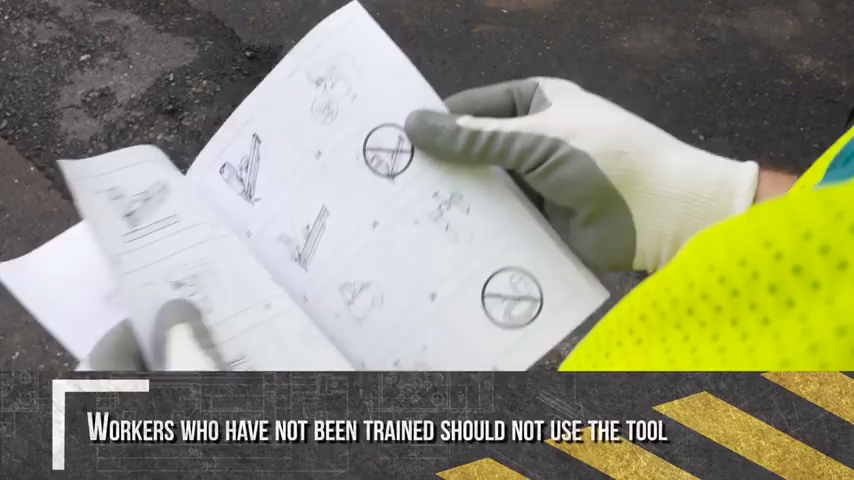 Workers who have not been trained should not use the tool